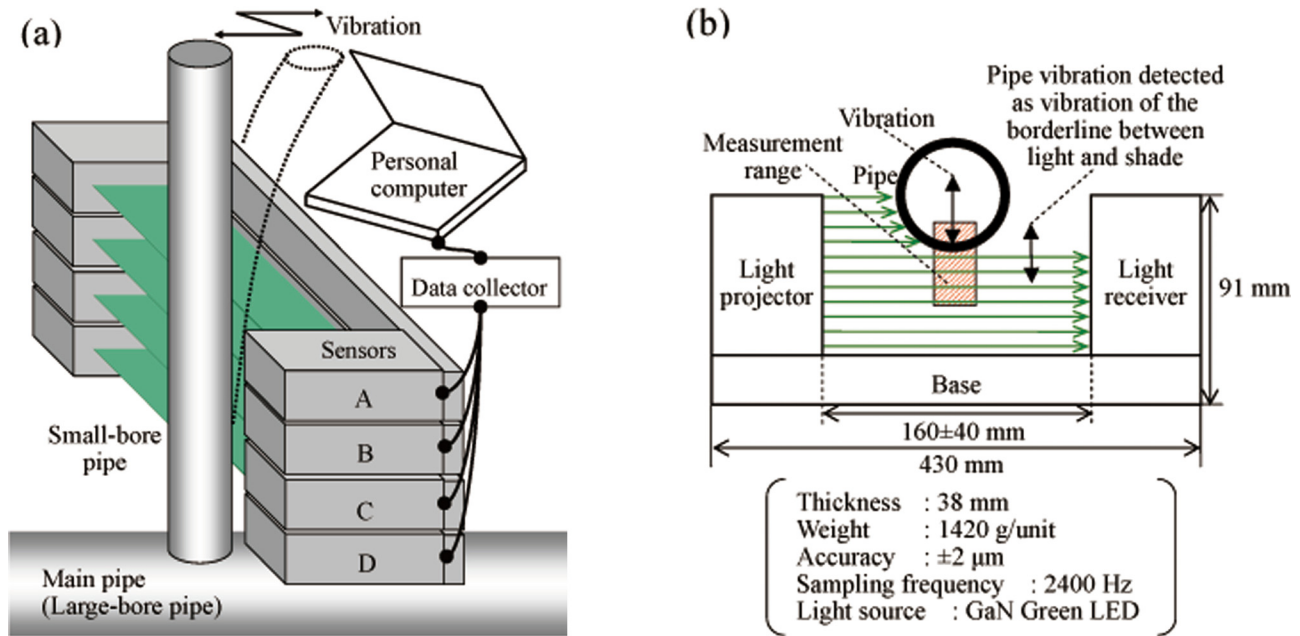 (a)
Vibration
Personal
computer
Data collector
Sensors
A
B
C
D
Small-bore
pipe
Main pipe
(Large-bore pipe)
(b)
Pipe vibration detected
as vibration of the
borderline between
light and shade
Vibration
Measurement
range
Pipe
Light
projector
Light
receiver
91 mm
Base
160±40 mm
430 mm
Thickness : 38 mm
Weight : 1420 g/unit
Accuracy : ±2 μm
Sampling frequency : 2400 Hz
Light source : GaN Green LED